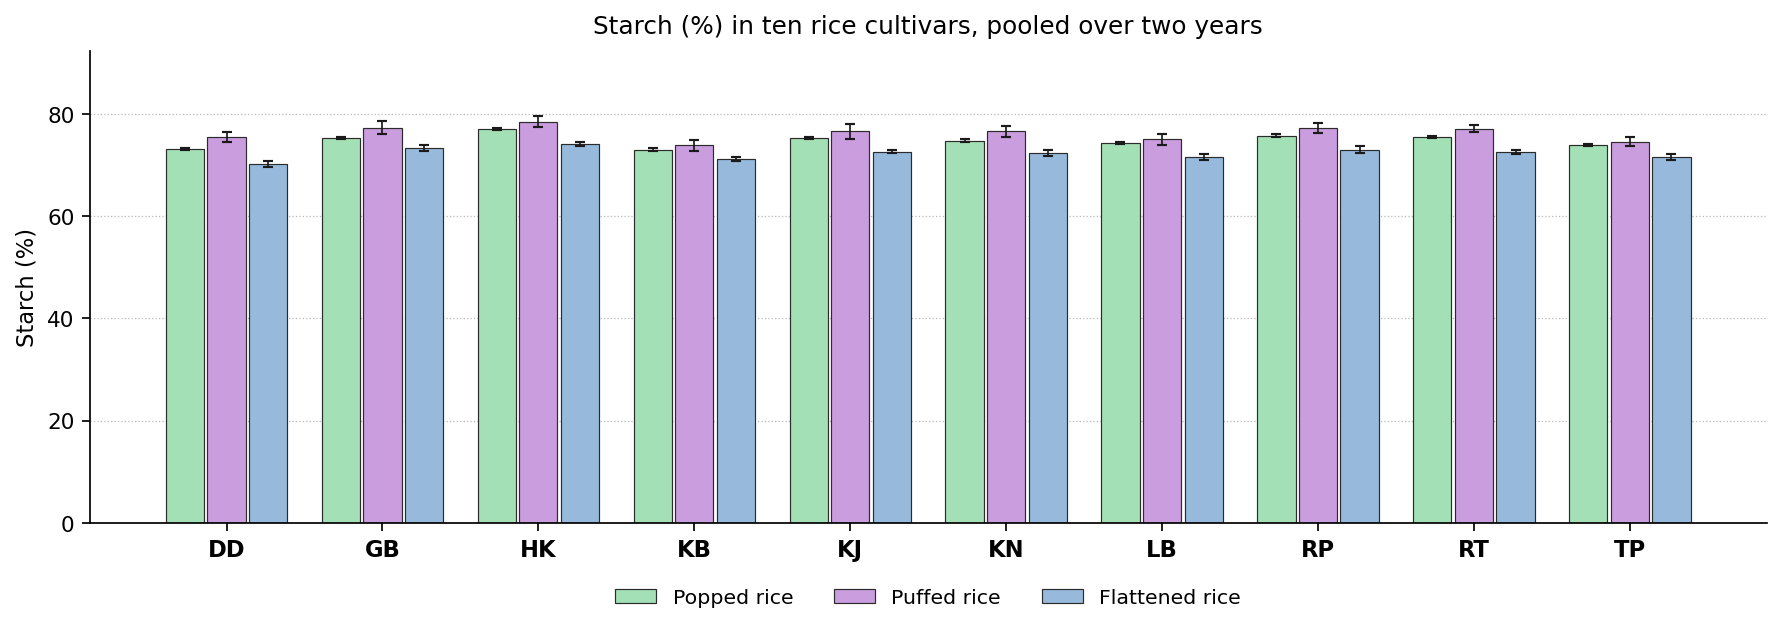 Starch (%) in ten rice cultivars, pooled over two years
Starch (%)
80
60
40
20
0
DD GB HK KB KJ KN LB RP RT TP
Popped rice Puffed rice Flattened rice